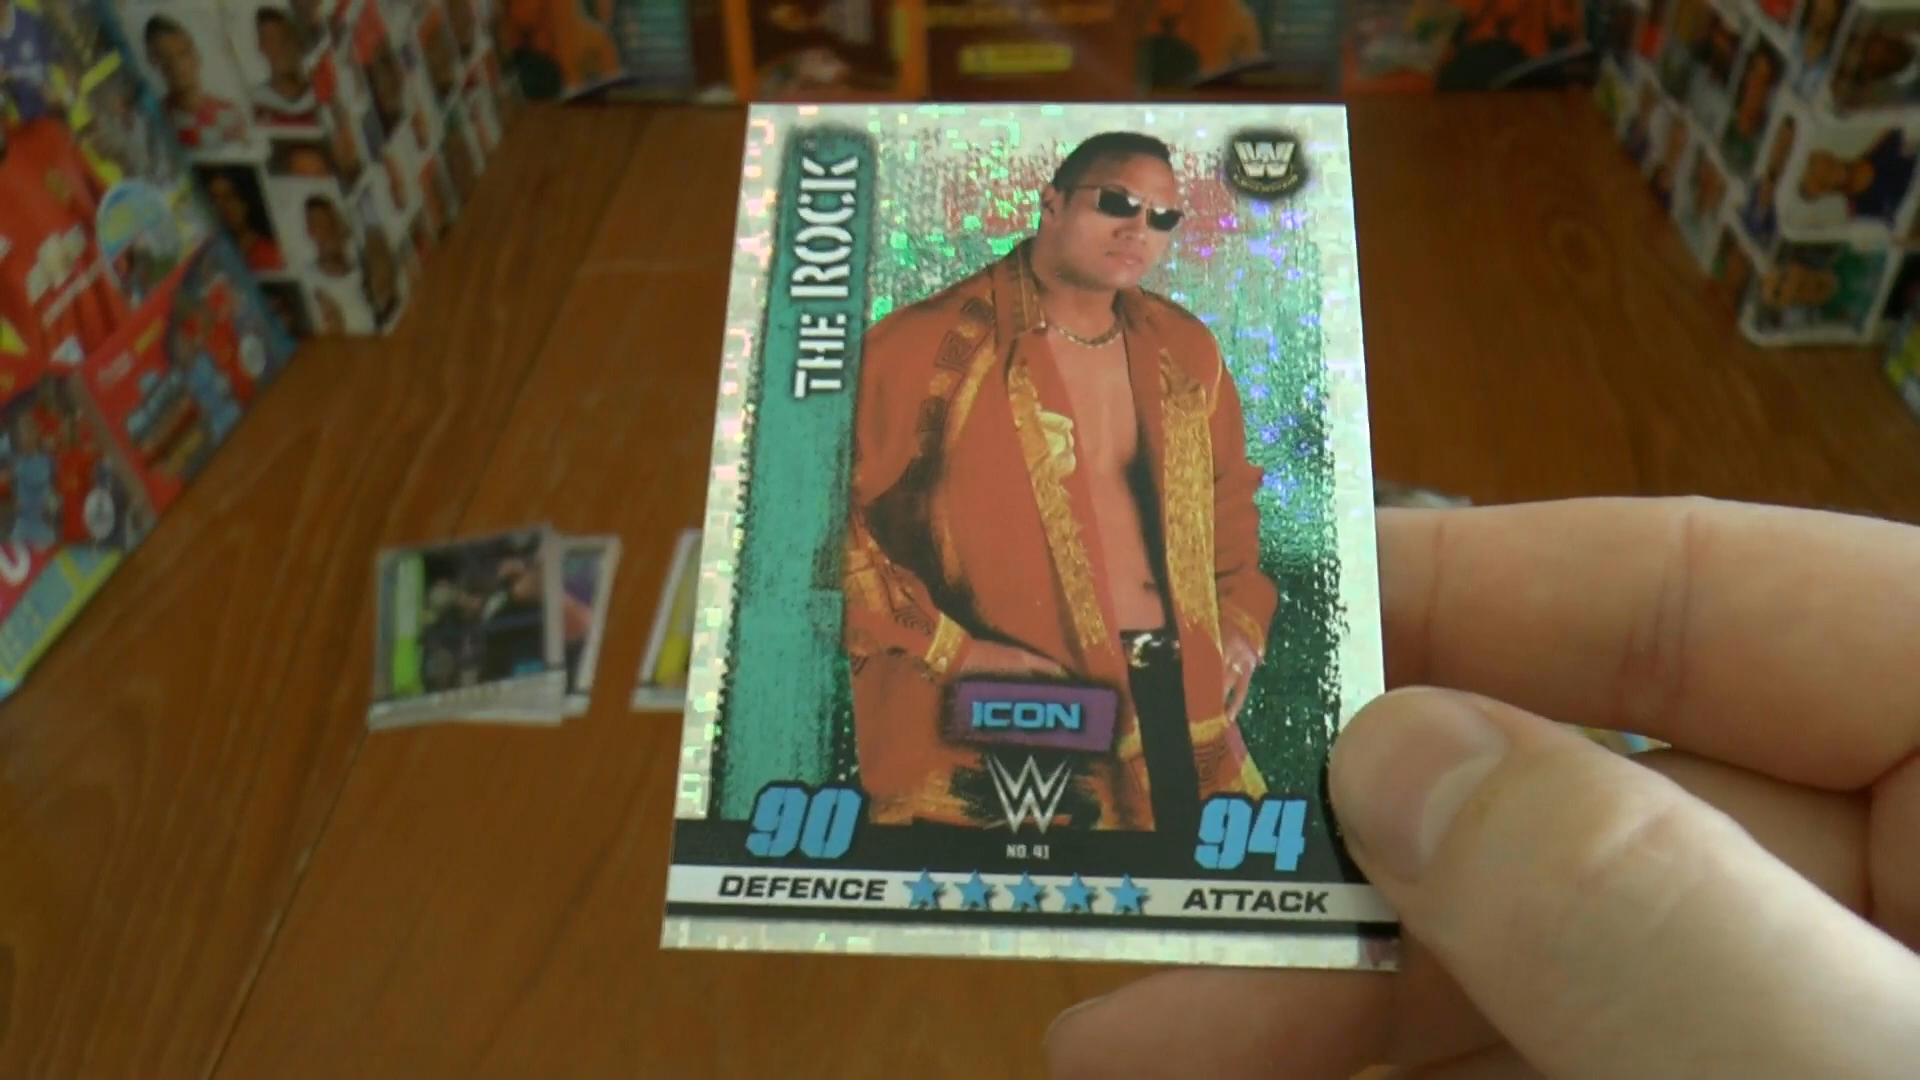 THE ROCK
ICON
90
94
NO. 41
DEFENCE
ATTACK